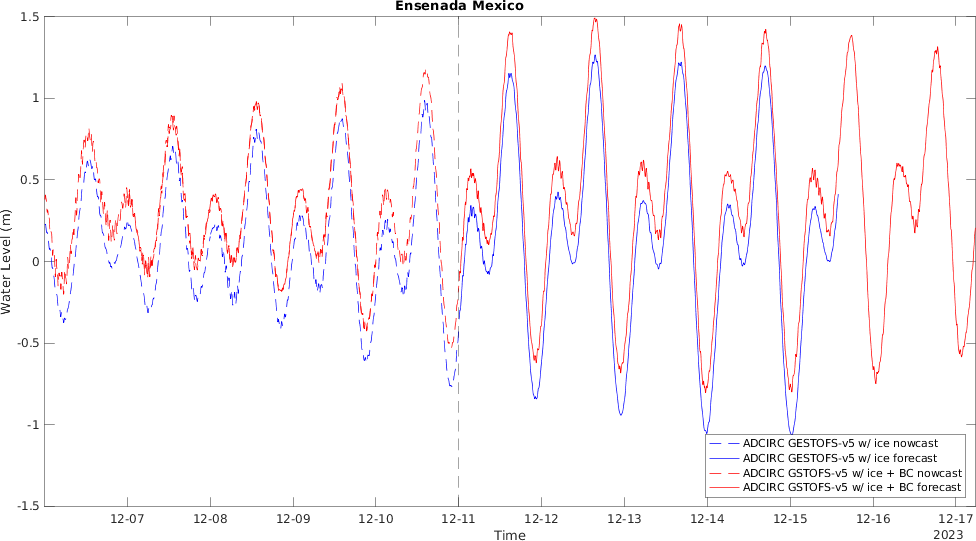 Ensenada Mexico
Water Level (m)
1.5
1
0.5
0
-0.5
-1
-1.5
12-07
12-08
12-09
12-10
12-11
12-12
12-13
12-14
12-15
12-16
12-17
Time
2023
ADCIRC GESTOFS-v5 w/ ice nowcast
ADCIRC GESTOFS-v5 w/ ice forecast
ADCIRC GSTOFS-v5 w/ ice + BC nowcast
ADCIRC GSTOFS-v5 w/ ice + BC forecast